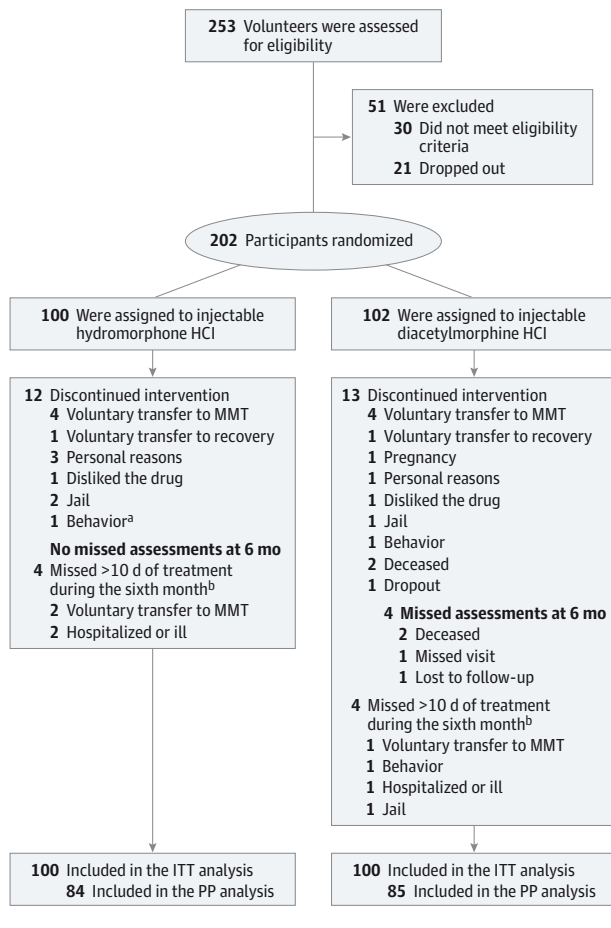 253 Volunteers were assessed
for eligibility
51 Were excluded
30 Did not meet eligibility
criteria
21 Dropped out
202 Participants randomized
100 Were assigned to injectable
hydromorphone HCl
102 Were assigned to injectable
diacetylmorphine HCl
12 Discontinued intervention
4 Voluntary transfer to MMT
1 Voluntary transfer to recovery
3 Personal reasons
1 Disliked the drug
2 Jail
1 Behaviorᵃ
No missed assessments at 6 mo
4 Missed >10 d of treatment
during the sixth monthᵇ
2 Voluntary transfer to MMT
2 Hospitalized or ill
13 Discontinued intervention
4 Voluntary transfer to MMT
1 Voluntary transfer to recovery
1 Pregnancy
1 Personal reasons
1 Disliked the drug
1 Jail
1 Behavior
2 Deceased
1 Dropout
4 Missed assessments at 6 mo
2 Deceased
1 Missed visit
1 Lost to follow-up
4 Missed >10 d of treatment
during the sixth monthᵇ
1 Voluntary transfer to MMT
1 Behavior
1 Hospitalized or ill
1 Jail
100 Included in the ITT analysis
84 Included in the PP analysis
100 Included in the ITT analysis
85 Included in the PP analysis